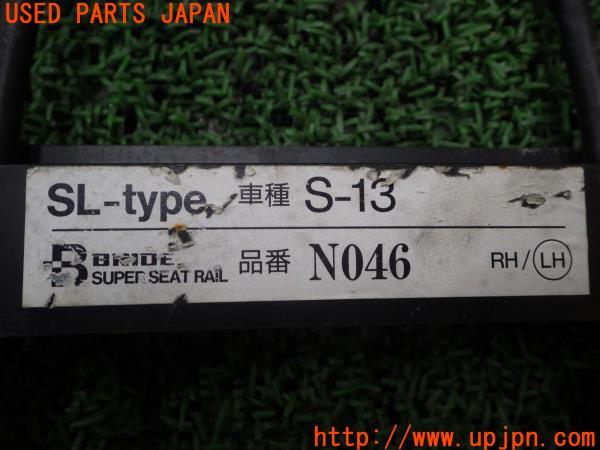 USED PARTS JAPAN
SL-type 車種 S-13
BRIDE
SUPER SEAT RAIL 品番 N046 RH/LH
http://www.upjpn.com